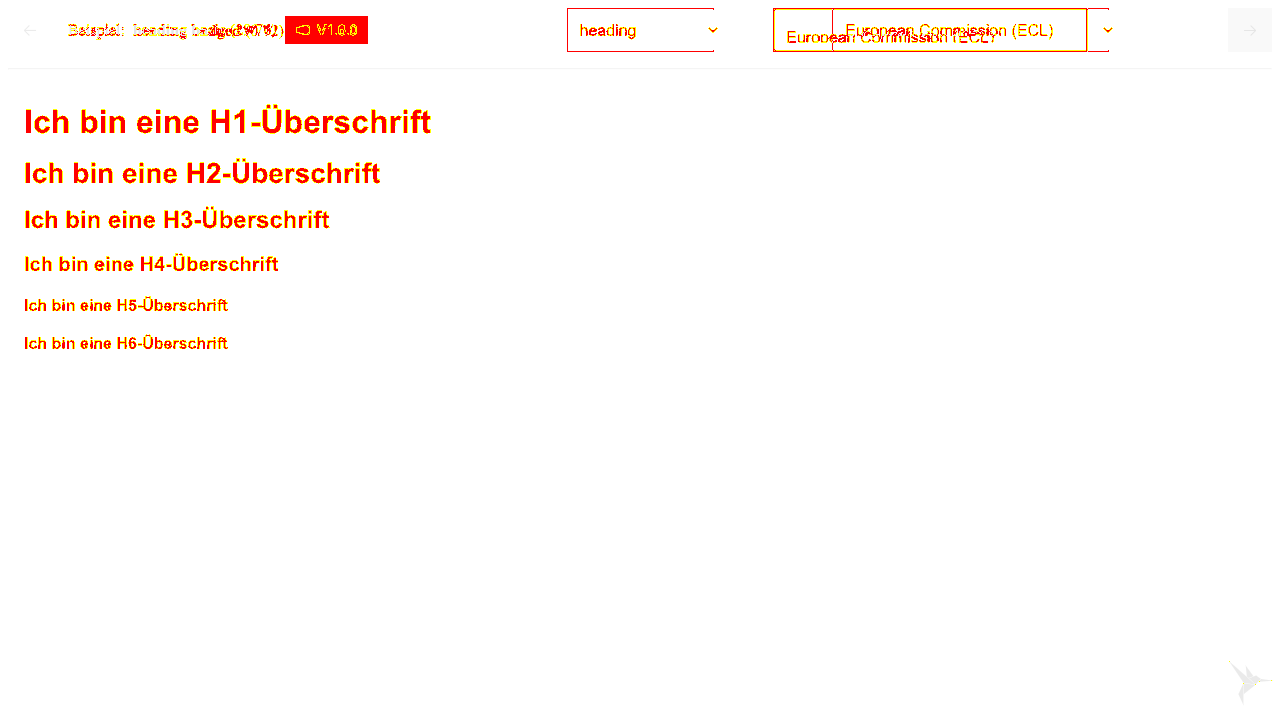 Beispiel: heading
V1.0.0
heading
European Commission (ECL)
European Commission (ECL)
Ich bin eine H1-Überschrift
Ich bin eine H2-Überschrift
Ich bin eine H3-Überschrift
Ich bin eine H4-Überschrift
Ich bin eine H5-Überschrift
Ich bin eine H6-Überschrift